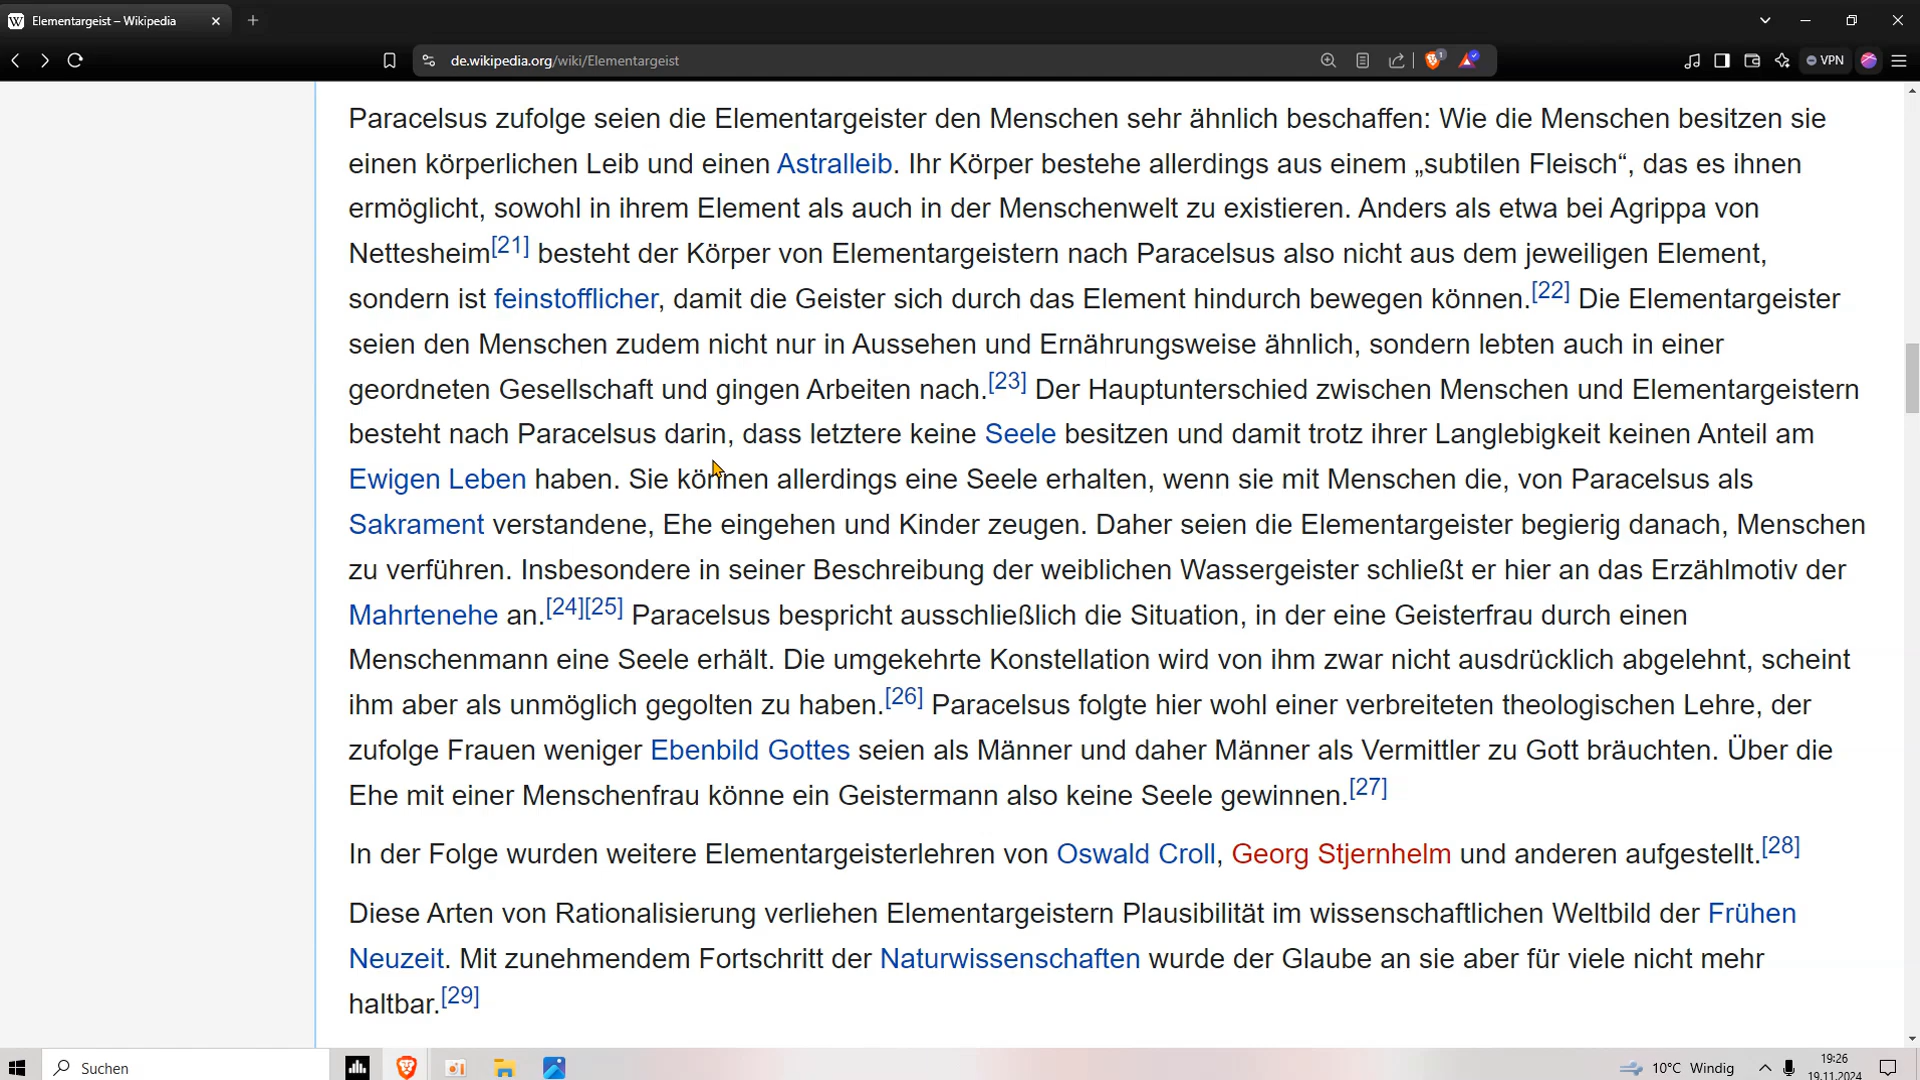 Elementargeist – Wikipedia
de.wikipedia.org/wiki/Elementargeist
1
VPN
Paracelsus zufolge seien die Elementargeister den Menschen sehr ähnlich beschaffen: Wie die Menschen besitzen sie
einen körperlichen Leib und einen Astralleib. Ihr Körper bestehe allerdings aus einem „subtilen Fleisch“, das es ihnen
ermöglicht, sowohl in ihrem Element als auch in der Menschenwelt zu existieren. Anders als etwa bei Agrippa von
Nettesheim[21] besteht der Körper von Elementargeistern nach Paracelsus also nicht aus dem jeweiligen Element,
sondern ist feinstofflicher, damit die Geister sich durch das Element hindurch bewegen können.[22] Die Elementargeister
seien den Menschen zudem nicht nur in Aussehen und Ernährungsweise ähnlich, sondern lebten auch in einer
geordneten Gesellschaft und gingen Arbeiten nach.[23] Der Hauptunterschied zwischen Menschen und Elementargeistern
besteht nach Paracelsus darin, dass letztere keine Seele besitzen und damit trotz ihrer Langlebigkeit keinen Anteil am
Ewigen Leben haben. Sie können allerdings eine Seele erhalten, wenn sie mit Menschen die, von Paracelsus als
Sakrament verstandene, Ehe eingehen und Kinder zeugen. Daher seien die Elementargeister begierig danach, Menschen
zu verführen. Insbesondere in seiner Beschreibung der weiblichen Wassergeister schließt er hier an das Erzählmotiv der
Mahrtenehe an.[24][25] Paracelsus bespricht ausschließlich die Situation, in der eine Geisterfrau durch einen
Menschenmann eine Seele erhält. Die umgekehrte Konstellation wird von ihm zwar nicht ausdrücklich abgelehnt, scheint
ihm aber als unmöglich gegolten zu haben.[26] Paracelsus folgte hier wohl einer verbreiteten theologischen Lehre, der
zufolge Frauen weniger Ebenbild Gottes seien als Männer und daher Männer als Vermittler zu Gott bräuchten. Über die
Ehe mit einer Menschenfrau könne ein Geistermann also keine Seele gewinnen.[27]
In der Folge wurden weitere Elementargeisterlehren von Oswald Croll, Georg Stjernhelm und anderen aufgestellt.[28]
Diese Arten von Rationalisierung verliehen Elementargeistern Plausibilität im wissenschaftlichen Weltbild der Frühen
Neuzeit. Mit zunehmendem Fortschritt der Naturwissenschaften wurde der Glaube an sie aber für viele nicht mehr
haltbar.[29]
Suchen
10°C Windig
19:26
19.11.2024